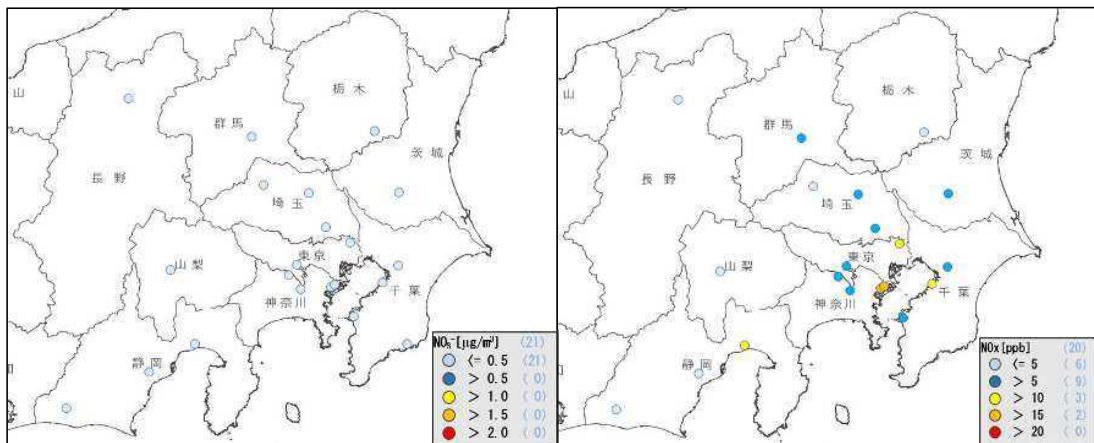 山
栃 木
群 馬
茨 城
長 野
埼 玉
東京
山 梨
千 葉
神奈川
静 岡
NO₃⁻[μg/m³] (21)
<= 0.5 (21)
> 0.5 ( 0)
> 1.0 ( 0)
> 1.5 ( 0)
> 2.0 ( 0)
山
栃 木
群 馬
茨 城
長 野
埼 玉
東 京
山 梨
千 葉
神奈川
静 岡
NOx[ppb] (20)
<= 5 ( 6)
> 5 ( 9)
> 10 ( 3)
> 15 ( 2)
> 20 ( 0)